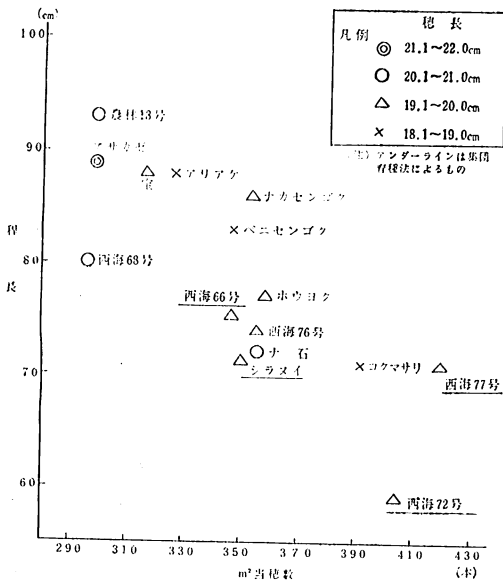 (cm)
100
90
80
70
60
稈長
凡例
穂長
◎ 21.1~22.0cm
○ 20.1~21.0cm
△ 19.1~20.0cm
× 18.1~19.0cm
(注) アンダーラインは集団
育種法によるもの
農林13号
アサカゼ
宝
アリアケ
ナカセンゴク
ベニセンゴク
西海68号
西海66号
ホウヨク
西海76号
石
シラヌイ
コクマサリ
西海77号
西海72号
290 310 330 350 370 390 410 430 (本)
m²当穂数